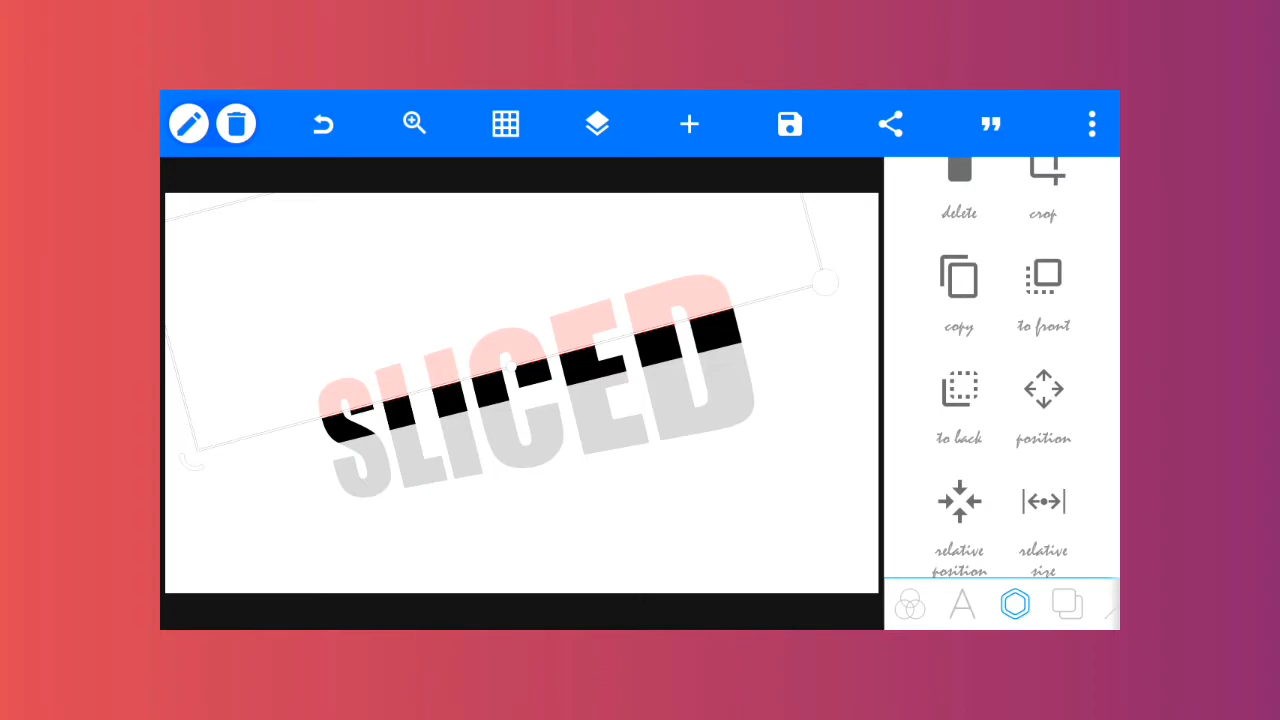 delete crop
SLICED
copy to front
to back position
relative position relative size